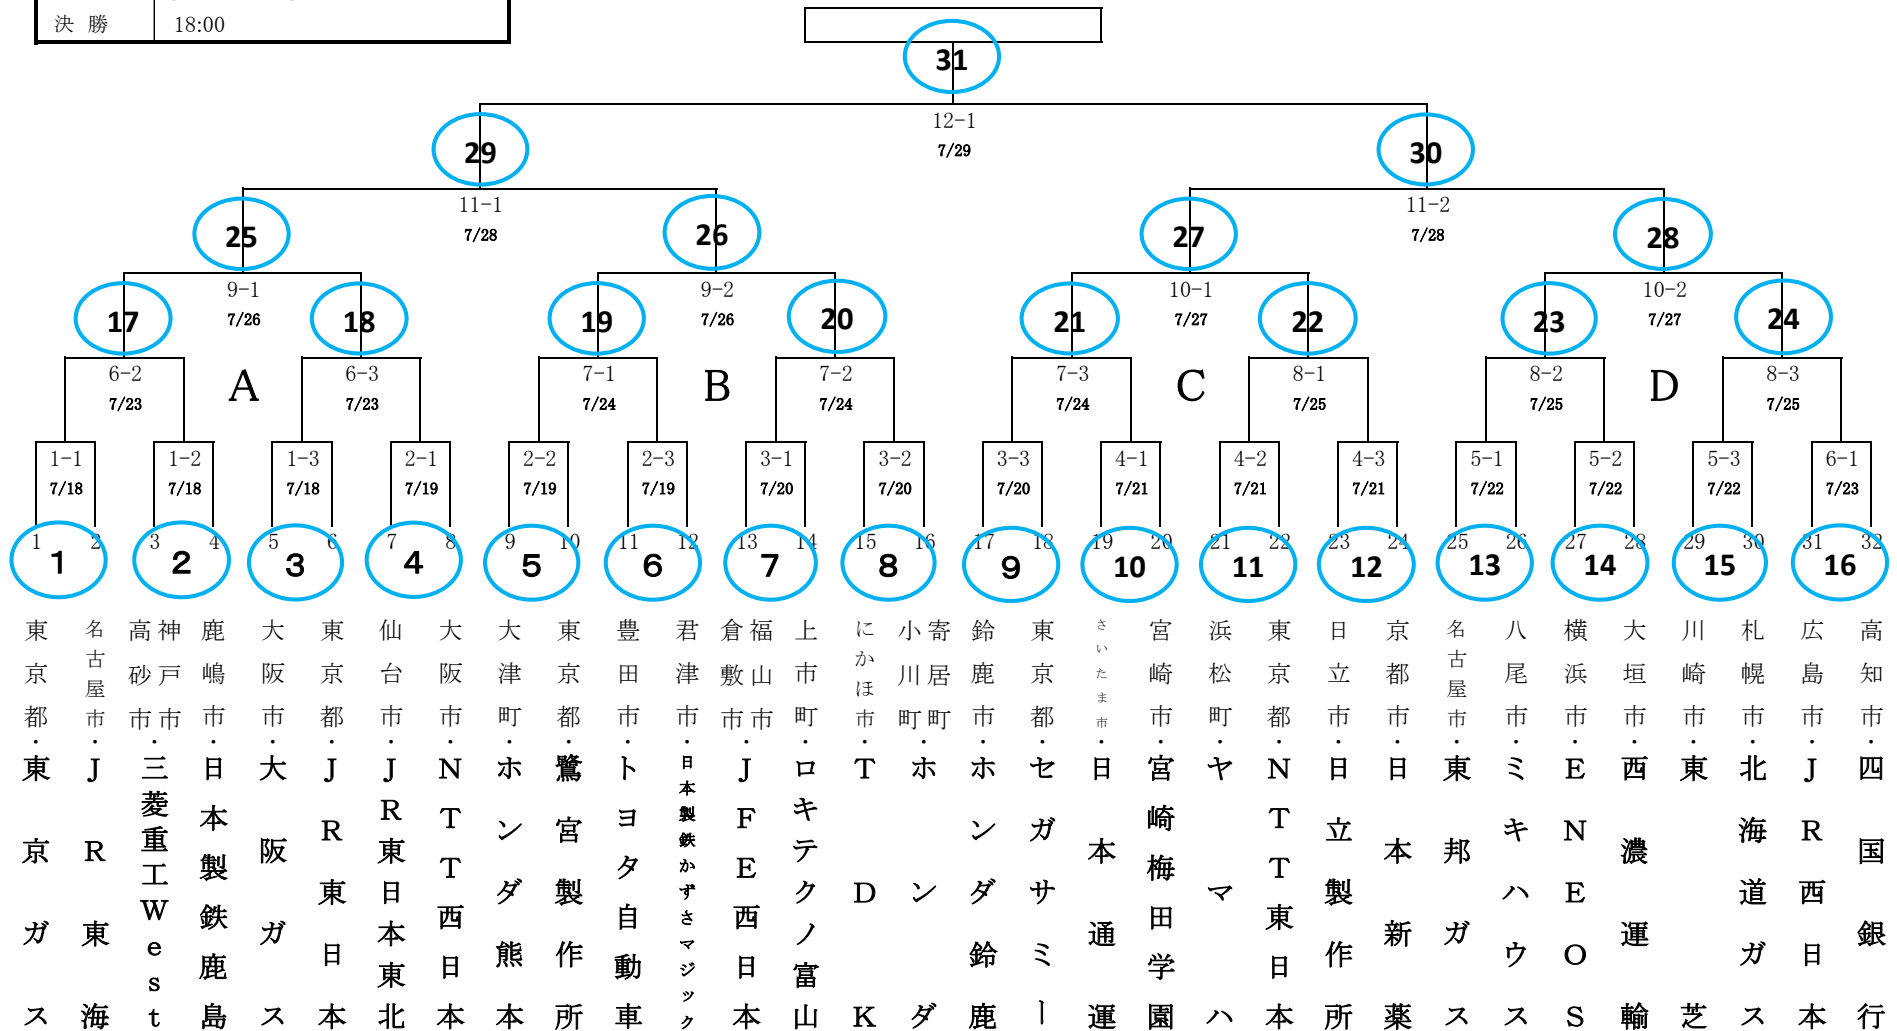 決 勝 18:00
31
12-1
7/29
29 30
11-1 11-2
7/28 7/28
25 26 27 28
9-1 9-2 10-1 10-2
7/26 7/26 7/27 7/27
17 18 19 20 21 22 23 24
6-2 6-3 7-1 7-2 7-3 8-1 8-2 8-3
7/23 7/23 7/24 7/24 7/24 7/25 7/25 7/25
A B C D
1-1 1-2 1-3 2-1 2-2 2-3 3-1 3-2 3-3 4-1 4-2 4-3 5-1 5-2 5-3 6-1
7/18 7/18 7/18 7/19 7/19 7/19 7/20 7/20 7/20 7/21 7/21 7/21 7/22 7/22 7/22 7/23
1 2 3 4 5 6 7 8 9 10 11 12 13 14 15 16 17 18 19 20 21 22 23 24 25 26 27 28 29 30 31 32
1 2 3 4 5 6 7 8 9 10 11 12 13 14 15 16
東京都・東京ガス
名古屋市・JR東海
神戸市
高砂市・三菱重工West
鹿嶋市・日本製鉄鹿島
大阪市・大阪ガス
東京都・JR東日本
仙台市・JR東日本東北
大阪市・NTT西日本
大津町・ホンダ熊本
東京都・鷺宮製作所
豊田市・トヨタ自動車
君津市・日本製鉄かずさマジック
福山市
倉敷市・JFE西日本
上市町・ロキテクノ富山
にかほ市・TDK
寄居町
小川町・ホンダ
鈴鹿市・ホンダ鈴鹿
東京都・セガサミー
さいたま市・日本通運
宮崎市・宮崎梅田学園
浜松町・ヤマハ
東京都・NTT東日本
日立市・日立製作所
京都市・日本新薬
名古屋市・東邦ガス
八尾市・ミキハウス
横浜市・ENEOS
大垣市・西濃運輸
川崎市・東芝
札幌市・北海道ガス
広島市・JR西日本
高知市・四国銀行